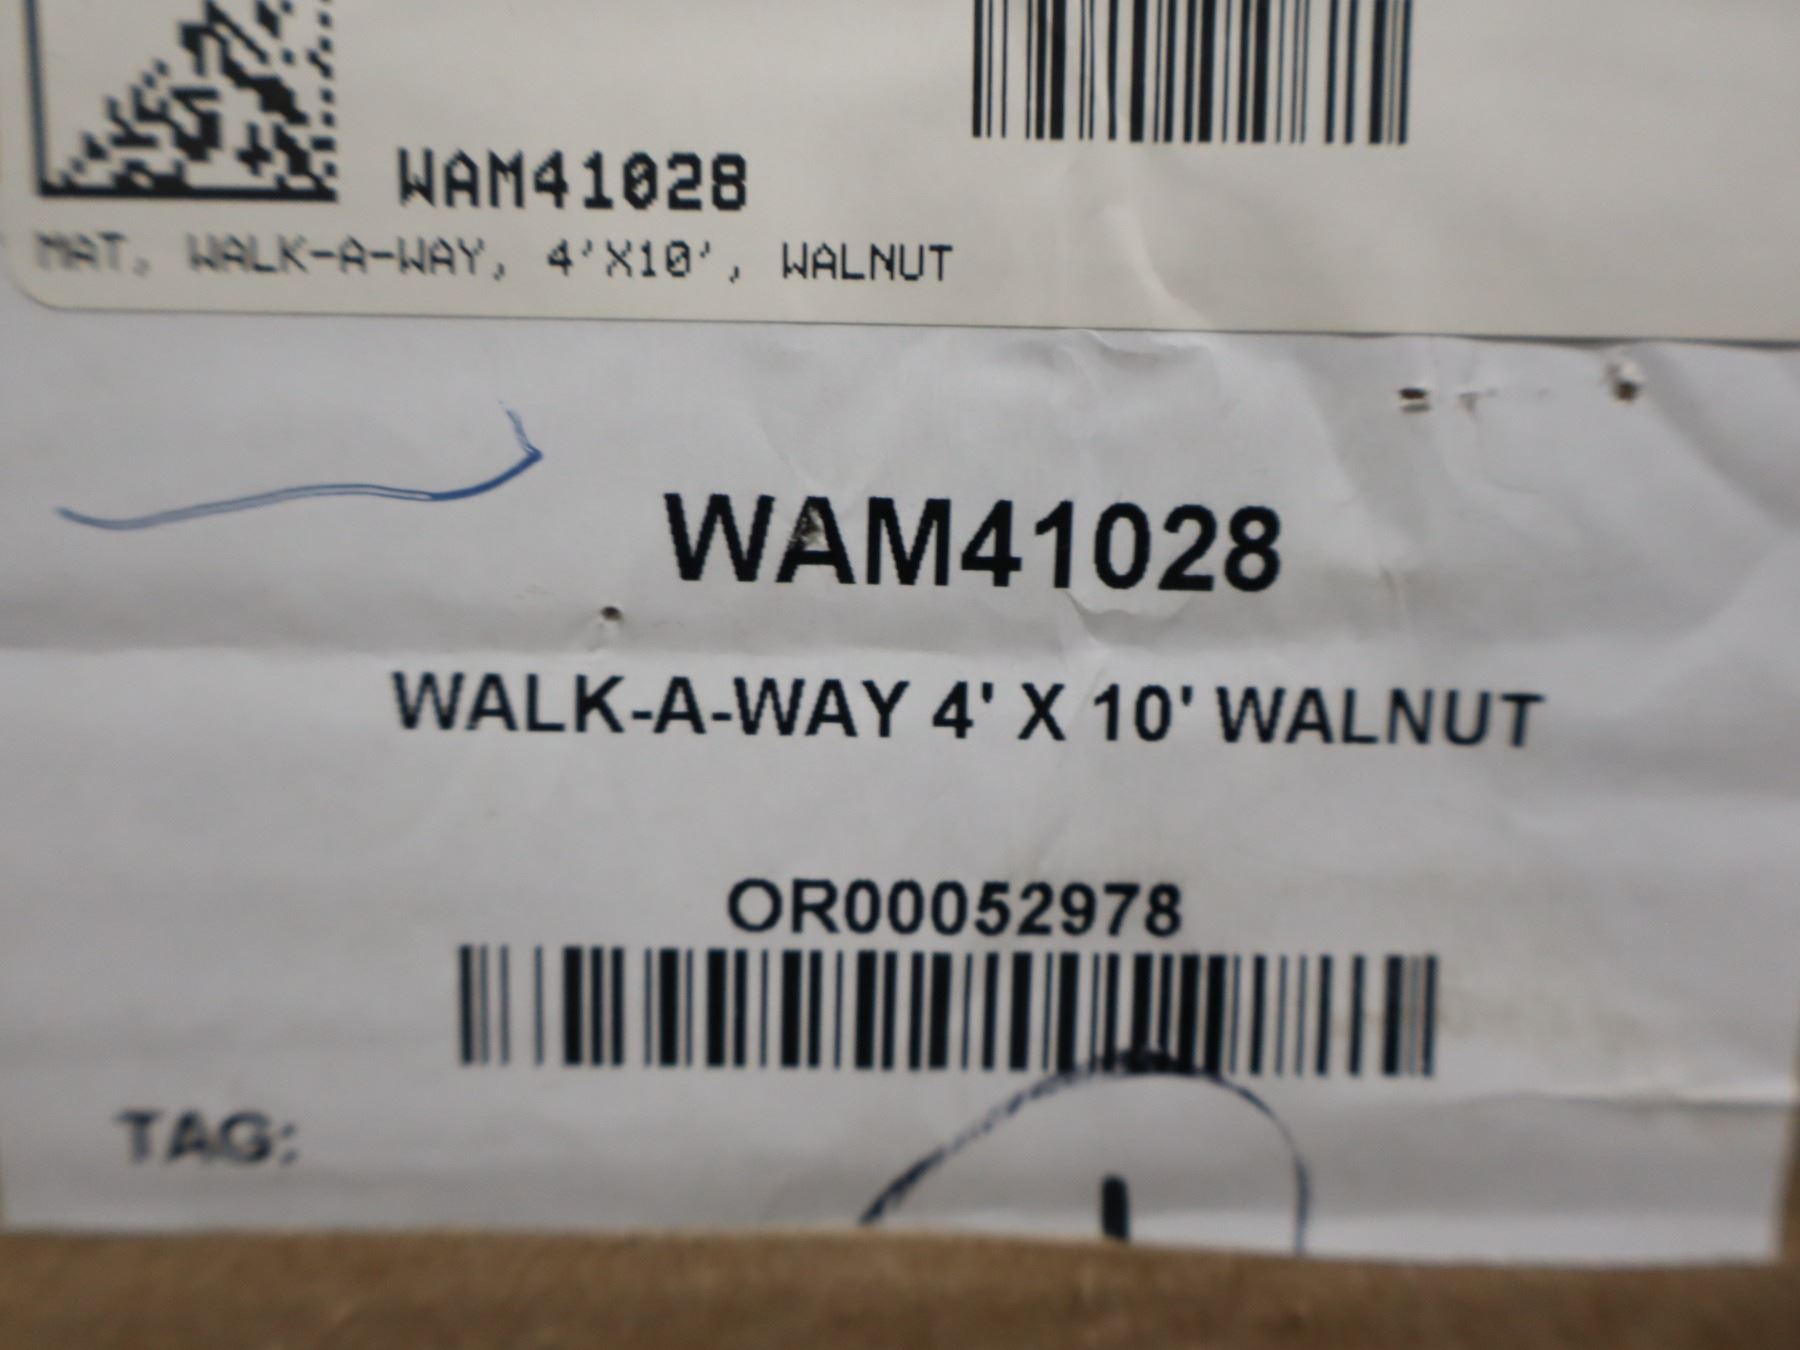 WAM41028
MAT, WALK-A-WAY, 4'X10', WALNUT
WAM41028
WALK-A-WAY 4' X 10' WALNUT
OR00052978
TAG: